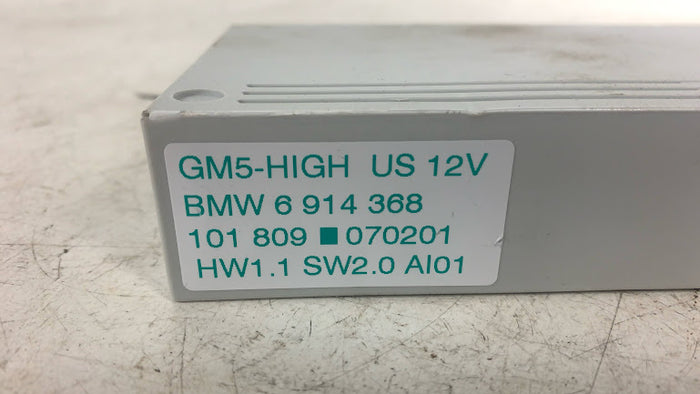 GM5-HIGH US 12V
BMW 6 914 368
101 809 ■ 070201
HW1.1 SW2.0 AI01